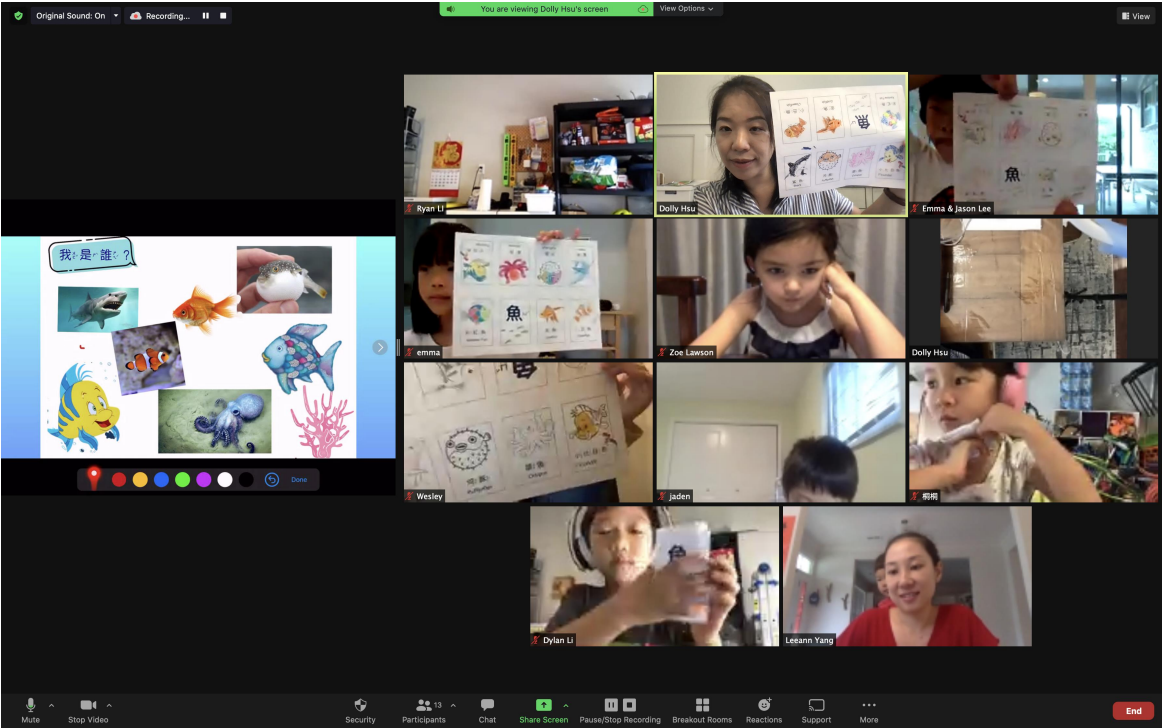 Original Sound: On
Recording...
You are viewing Dolly Hsu's screen
View Options
View
我是誰?
Done
Ryan LI
Dolly Hsu
魚
Emma & Jason Lee
魚
emma
魚
Zoe Lawson
Dolly Hsu
Wesley
jaden
桐桐
Dylan Li
魚
Leeann Yang
Mute
Stop Video
Security
13
Participants
Chat
Share Screen
Pause/Stop Recording
Breakout Rooms
Reactions
Support
More
End